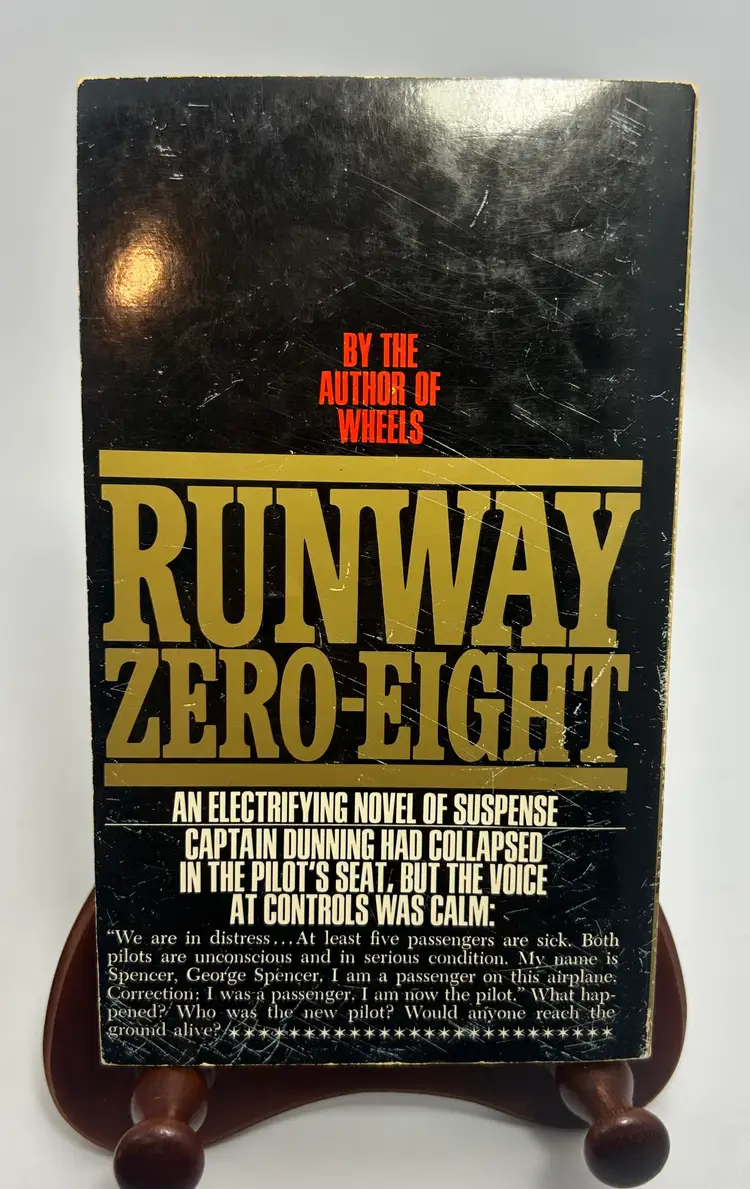 BY THE
AUTHOR OF
WHEELS
RUNWAY
ZERO-EIGHT
AN ELECTRIFYING NOVEL OF SUSPENSE
CAPTAIN DUNNING HAD COLLAPSED
IN THE PILOT'S SEAT, BUT THE VOICE
AT CONTROLS WAS CALM:
"We are in distress...At least five passengers are sick. Both
pilots are unconscious and in serious condition. My name is
Spencer, George Spencer. I am a passenger on this airplane.
Correction: I was a passenger. I am now the pilot." What hap-
pened? Who was the new pilot? Would anyone reach the
ground alive?